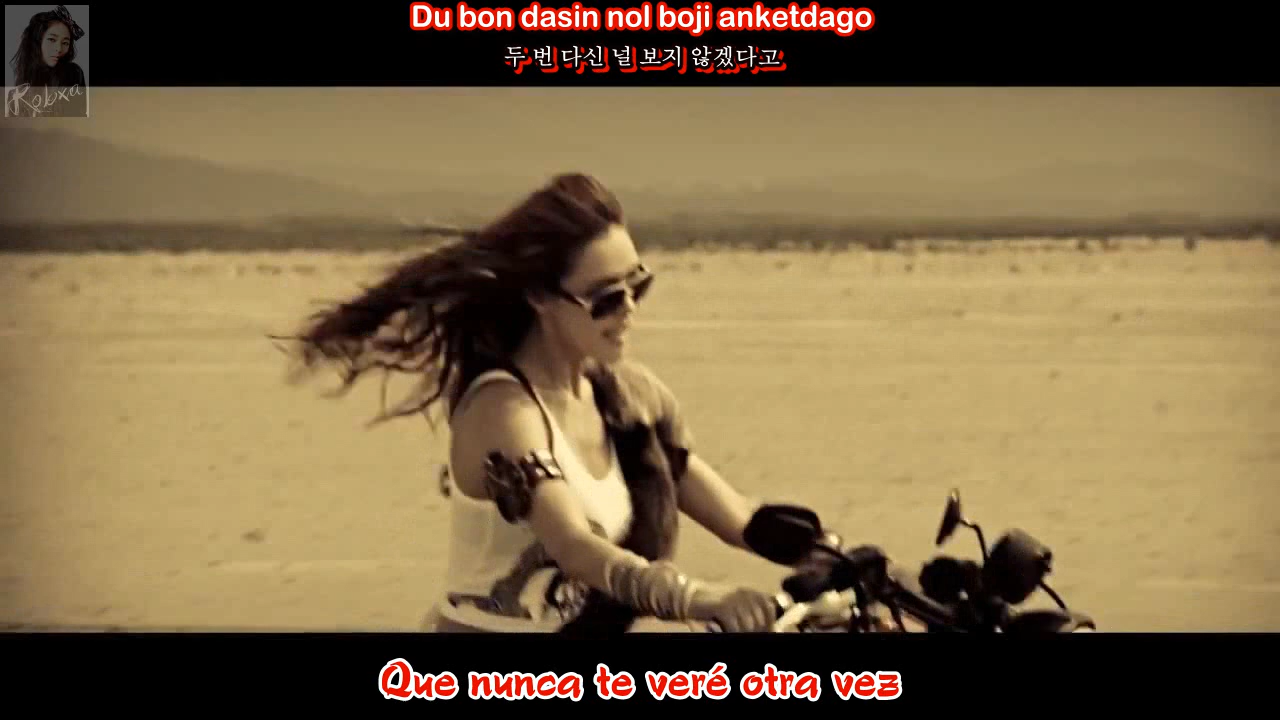 Du bon dasin nol boji anketdago
두 번 다신 널 보지 않겠다고
Robxa
Que nunca te veré otra vez